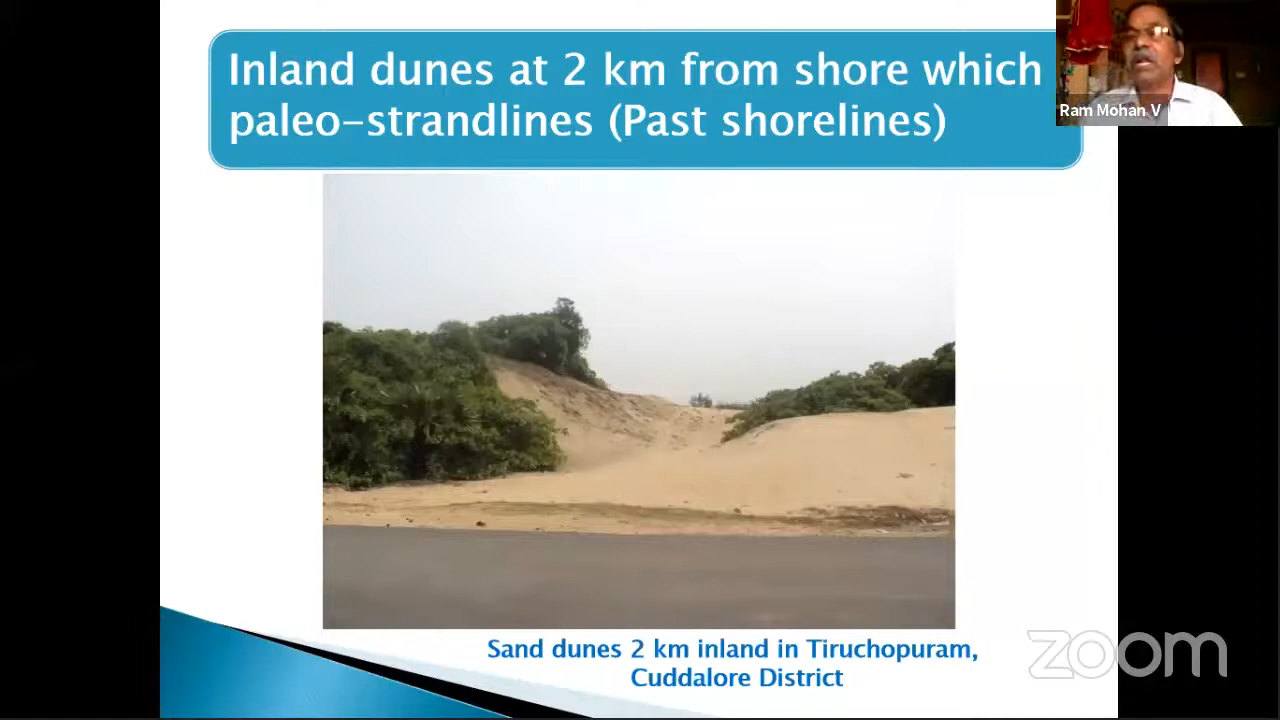 Inland dunes at 2 km from shore which
paleo-strandlines (Past shorelines)
Ram Mohan V
Sand dunes 2 km inland in Tiruchopuram,
Cuddalore District
zoom